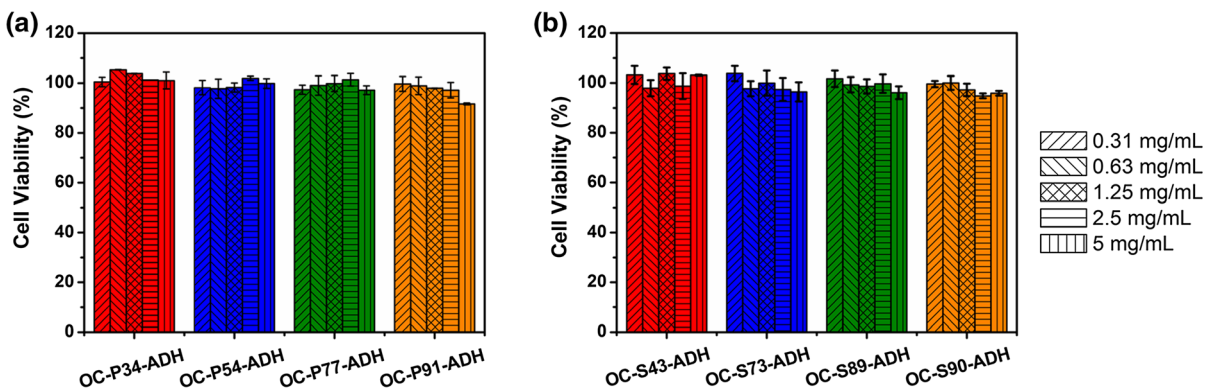 (a)
Cell Viability (%)
120
100
80
60
40
20
0
OC-P34-ADH
OC-P54-ADH
OC-P77-ADH
OC-P91-ADH
(b)
Cell Viability (%)
120
100
80
60
40
20
0
OC-S43-ADH
OC-S73-ADH
OC-S89-ADH
OC-S90-ADH
0.31 mg/mL
0.63 mg/mL
1.25 mg/mL
2.5 mg/mL
5 mg/mL